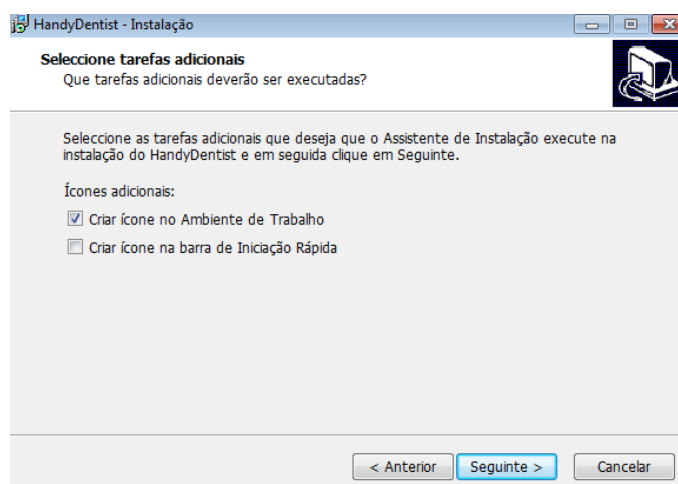 HandyDentist - Instalação
Seleccione tarefas adicionais
Que tarefas adicionais deverão ser executadas?
Seleccione as tarefas adicionais que deseja que o Assistente de Instalação execute na
instalação do HandyDentist e em seguida clique em Seguinte.
Ícones adicionais:
Criar ícone no Ambiente de Trabalho
Criar ícone na barra de Iniciação Rápida
< Anterior
Seguinte >
Cancelar